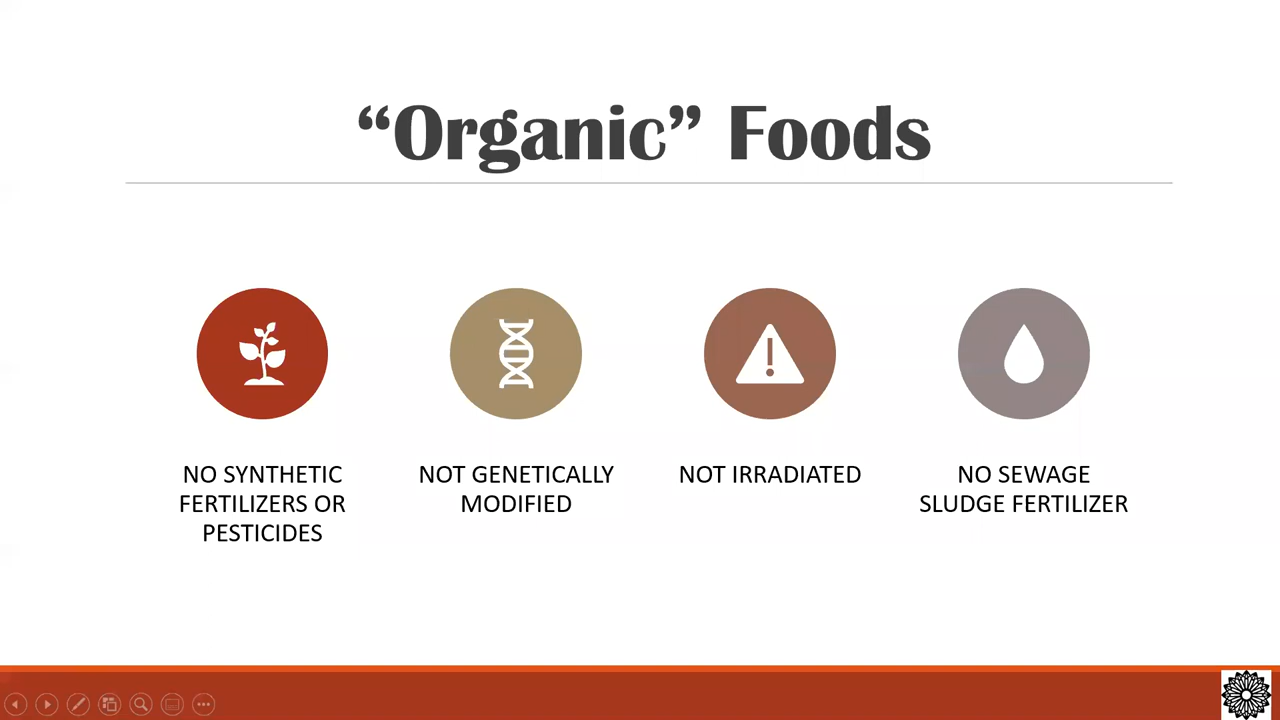 “Organic” Foods
NO SYNTHETIC
FERTILIZERS OR
PESTICIDES
NOT GENETICALLY
MODIFIED
NOT IRRADIATED
NO SEWAGE
SLUDGE FERTILIZER